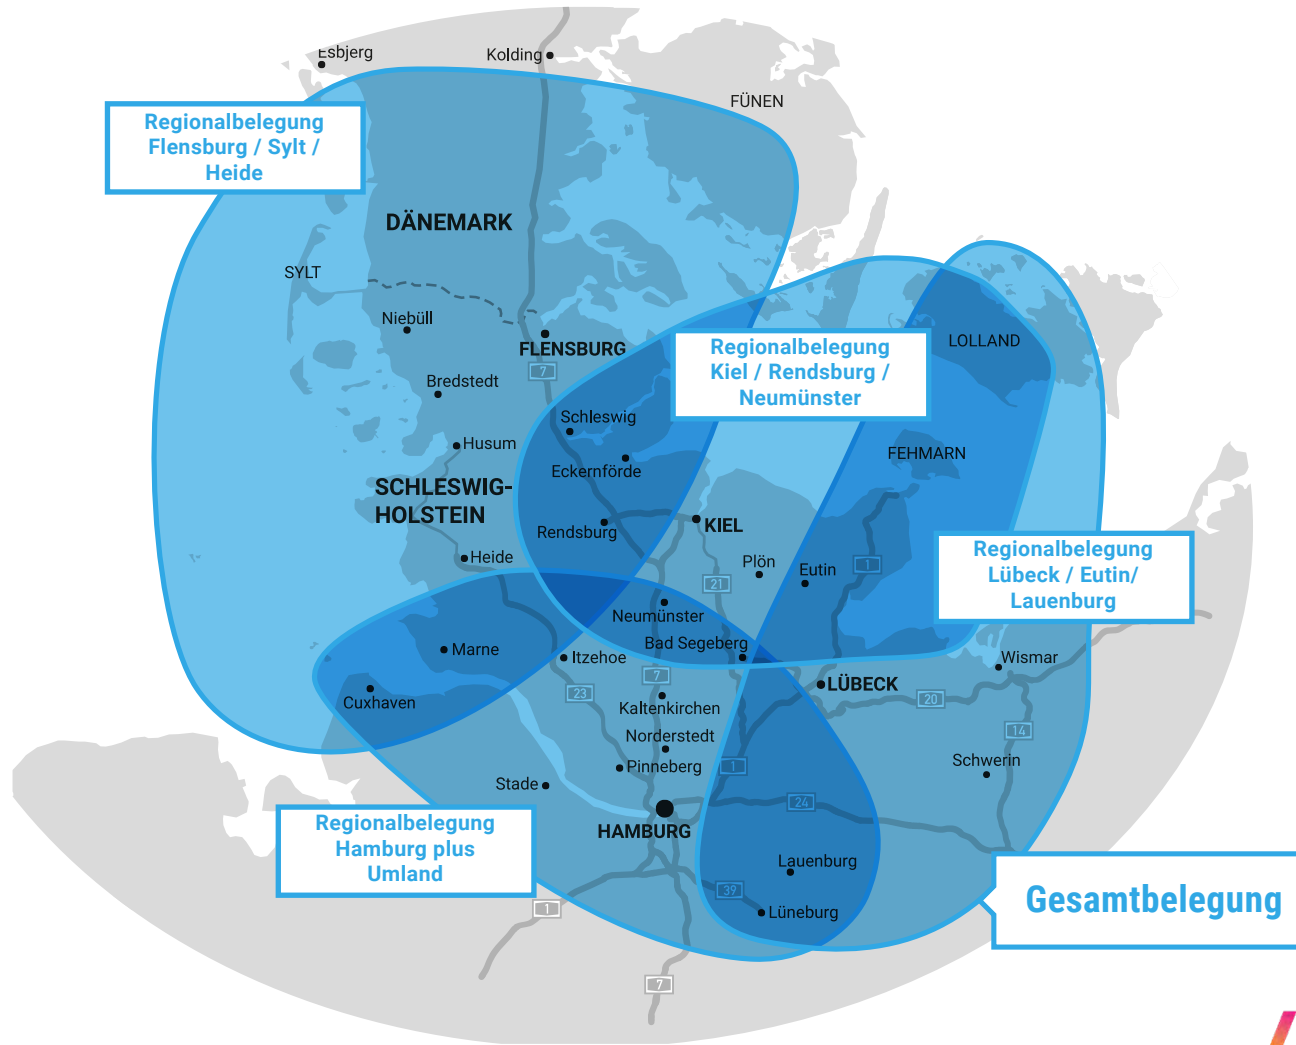 Esbjerg
Kolding
FÜNEN
Regionalbelegung
Flensburg / Sylt /
Heide
DÄNEMARK
SYLT
Niebüll
FLENSBURG
7
Regionalbelegung
Kiel / Rendsburg /
Neumünster
LOLLAND
Bredstedt
Schleswig
Husum
Eckernförde
FEHMARN
SCHLESWIG-
HOLSTEIN
Rendsburg
KIEL
Heide
Plön
Eutin
1
21
Regionalbelegung
Lübeck / Eutin/
Lauenburg
Neumünster
Bad Segeberg
Marne
Itzehoe
Wismar
7
LÜBECK
Cuxhaven
23
Kaltenkirchen
20
14
Norderstedt
Pinneberg
1
Schwerin
Stade
24
HAMBURG
Regionalbelegung
Hamburg plus
Umland
Lauenburg
39
Lüneburg
1
Gesamtbelegung
7